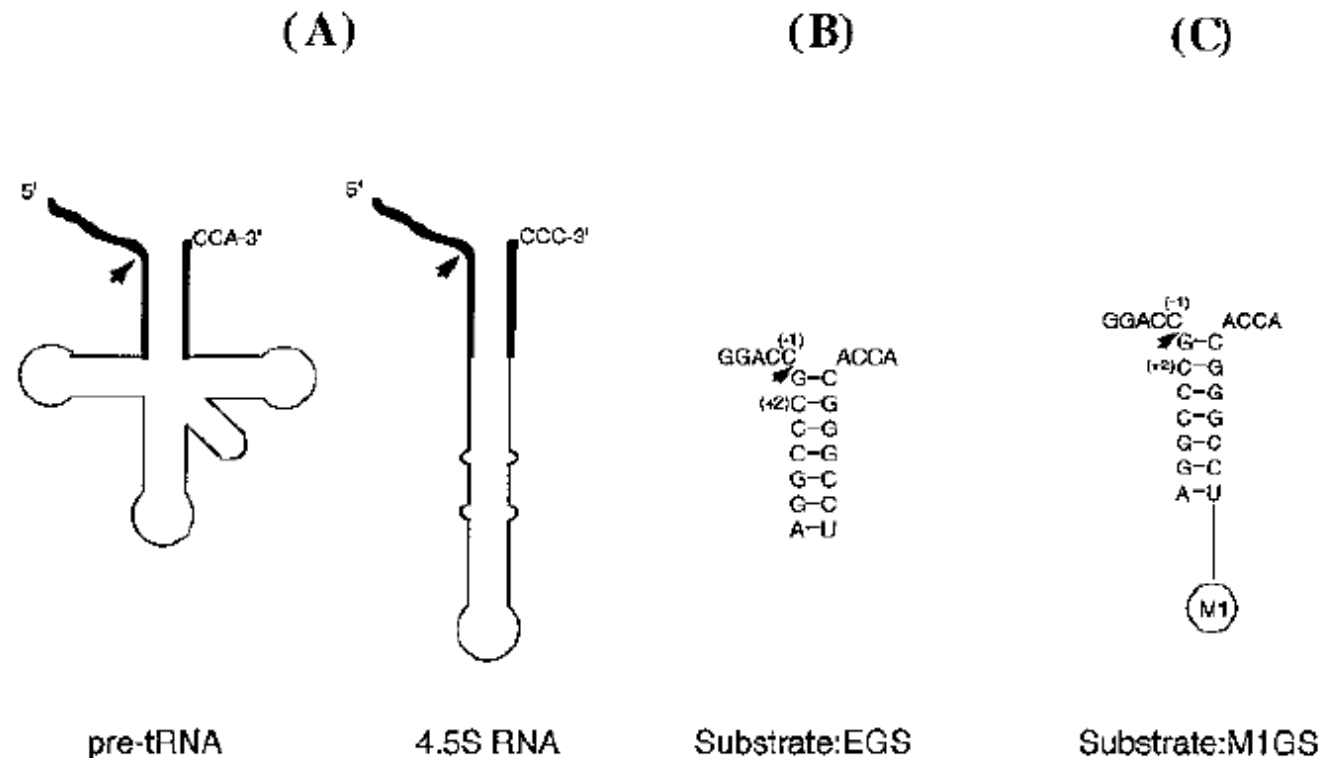 (A)
(B)
(C)
5'
CCA-3'
5'
CCC-3'
(-1)
GGACC
ACCA
G-C
(+2)C-G
C-G
C-G
G-C
G-C
A-U
(-1)
GGACC
ACCA
G-C
(+2)C-G
C-G
C-G
G-C
G-C
A-U
M1
pre-tRNA
4.5S RNA
Substrate:EGS
Substrate:M1GS